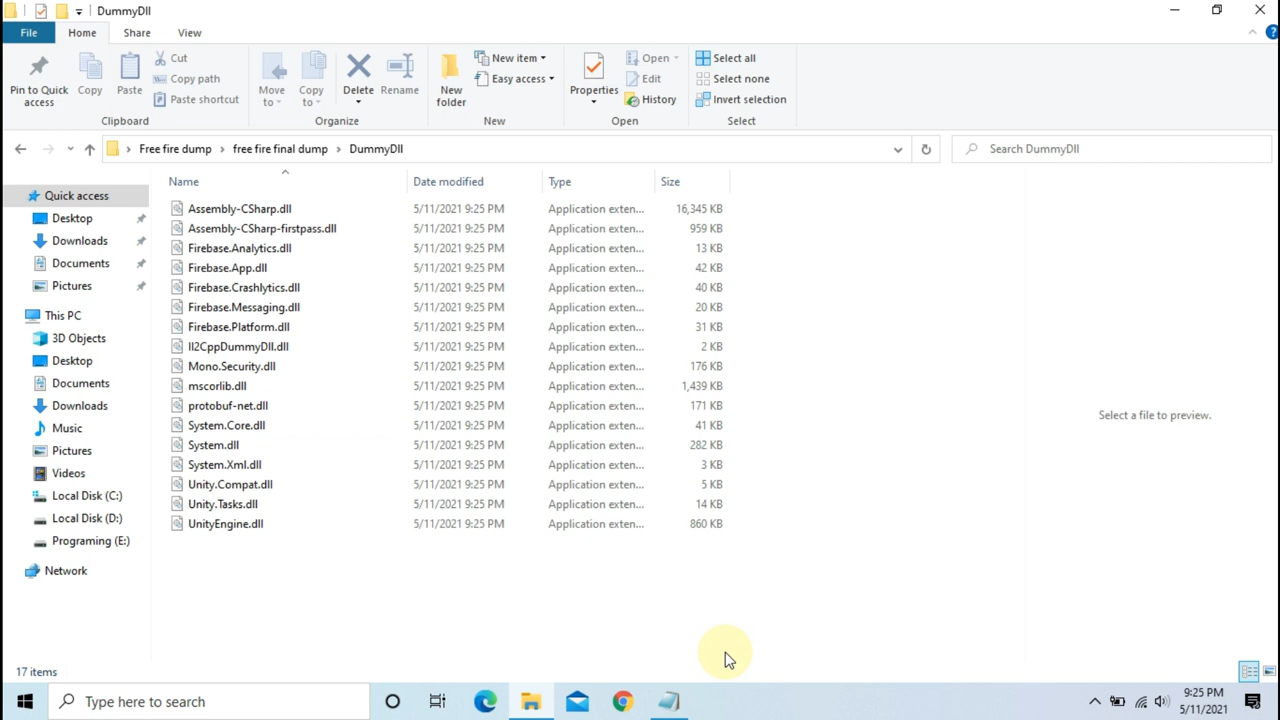 DummyDll
File
Home
Share
View
Pin to Quick access
Copy
Paste
Cut
Copy path
Paste shortcut
Clipboard
Move to
Copy to
Delete
Rename
Organize
New folder
New item
Easy access
New
Properties
Open
Edit
History
Open
Select all
Select none
Invert selection
Select
Free fire dump > free fire final dump > DummyDll
Search DummyDll
Name Date modified Type Size
Assembly-CSharp.dll 5/11/2021 9:25 PM Application exten... 16,345 KB
Assembly-CSharp-firstpass.dll 5/11/2021 9:25 PM Application exten... 959 KB
Firebase.Analytics.dll 5/11/2021 9:25 PM Application exten... 13 KB
Firebase.App.dll 5/11/2021 9:25 PM Application exten... 42 KB
Firebase.Crashlytics.dll 5/11/2021 9:25 PM Application exten... 40 KB
Firebase.Messaging.dll 5/11/2021 9:25 PM Application exten... 20 KB
Firebase.Platform.dll 5/11/2021 9:25 PM Application exten... 31 KB
Il2CppDummyDll.dll 5/11/2021 9:25 PM Application exten... 2 KB
Mono.Security.dll 5/11/2021 9:25 PM Application exten... 176 KB
mscorlib.dll 5/11/2021 9:25 PM Application exten... 1,439 KB
protobuf-net.dll 5/11/2021 9:25 PM Application exten... 171 KB
System.Core.dll 5/11/2021 9:25 PM Application exten... 41 KB
System.dll 5/11/2021 9:25 PM Application exten... 282 KB
System.Xml.dll 5/11/2021 9:25 PM Application exten... 3 KB
Unity.Compat.dll 5/11/2021 9:25 PM Application exten... 5 KB
Unity.Tasks.dll 5/11/2021 9:25 PM Application exten... 14 KB
UnityEngine.dll 5/11/2021 9:25 PM Application exten... 860 KB
Quick access
Desktop
Downloads
Documents
Pictures
This PC
3D Objects
Desktop
Documents
Downloads
Music
Pictures
Videos
Local Disk (C:)
Local Disk (D:)
Programing (E:)
Network
Select a file to preview.
17 items
Type here to search
9:25 PM
5/11/2021